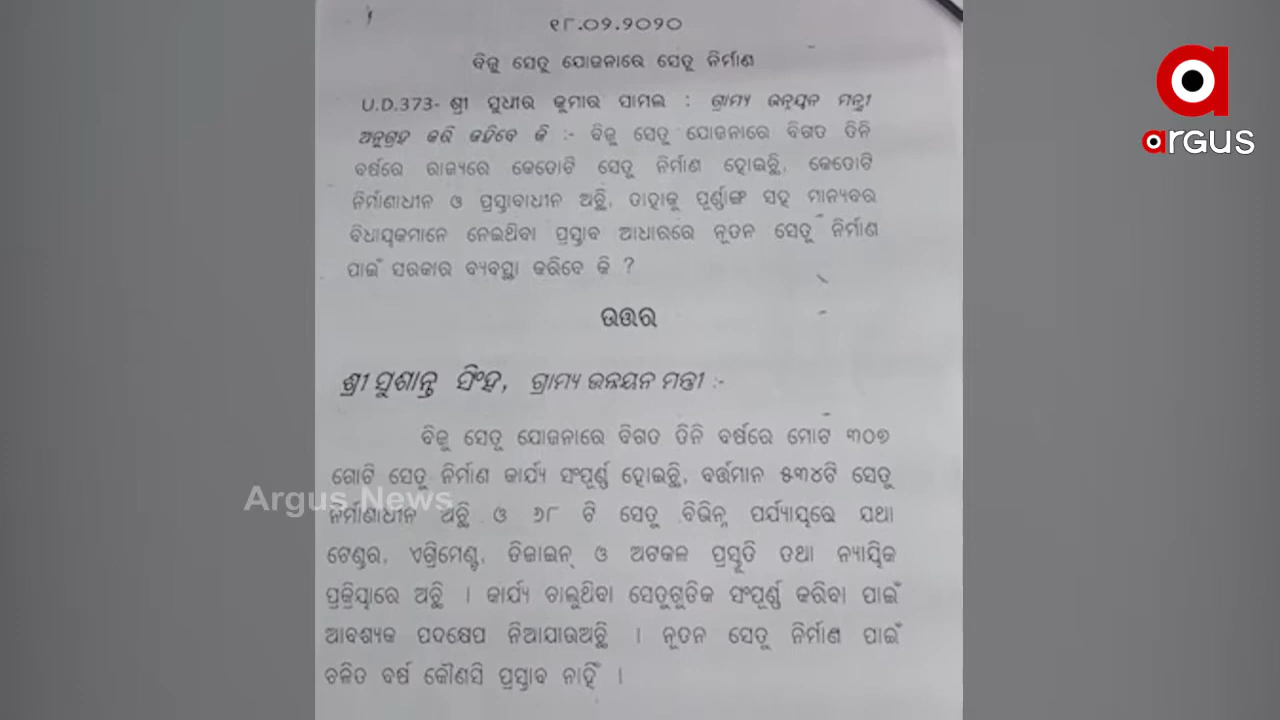 ୧୮.୦୨.୨୦୨୦
ବିଜୁ ସେତୁ ଯୋଜନାରେ ସେତୁ ନିର୍ମାଣ
U.D.373- ଶ୍ରୀ ସୁଧୀର କୁମାର ସାମଲ : ଗ୍ରାମ୍ୟ ଉନ୍ନୟନ ମନ୍ତ୍ରୀ
ଅନୁଗ୍ରହ କରି କହିବେ କି :- ବିଜୁ ସେତୁ ଯୋଜନାରେ ବିଗତ ତିନି
ବର୍ଷରେ ରାଜ୍ୟରେ କେତୋଟି ସେତୁ ନିର୍ମାଣ ହୋଇଛି, କେତୋଟି
ନିର୍ମାଣାଧୀନ ଓ ପ୍ରସ୍ତାବାଧୀନ ଅଛି, ତାହାକୁ ପୂର୍ଣ୍ଣାଙ୍ଗ ସହ ମାନ୍ୟବର
ବିଧାୟକମାନେ ନେଇଥିବା ପ୍ରସ୍ତାବ ଆଧାରରେ ନୂତନ ସେତୁ ନିର୍ମାଣ
ପାଇଁ ସରକାର ବ୍ୟବସ୍ଥା କରିବେ କି ?
ଉତ୍ତର
ଶ୍ରୀ ସୁଶାନ୍ତ ସିଂହ, ଗ୍ରାମ୍ୟ ଉନ୍ନୟନ ମନ୍ତ୍ରୀ :-
ବିଜୁ ସେତୁ ଯୋଜନାରେ ବିଗତ ତିନି ବର୍ଷରେ ମୋଟ ୩୦୭
ଗୋଟି ସେତୁ ନିର୍ମାଣ କାର୍ଯ୍ୟ ସଂପୂର୍ଣ୍ଣ ହୋଇଛି, ବର୍ତ୍ତମାନ ୫୩୪ଟି ସେତୁ
ନିର୍ମାଣାଧୀନ ଅଛି ଓ ୬୮ ଟି ସେତୁ ବିଭିନ୍ନ ପର୍ଯ୍ୟାୟରେ ଯଥା
ଟେଣ୍ଡର, ଏଗ୍ରିମେଣ୍ଟ, ଡିଜାଇନ୍ ଓ ଅଟକଳ ପ୍ରସ୍ତୁତି ତଥା ନ୍ୟାୟିକ
ପ୍ରକ୍ରିୟାରେ ଅଛି । କାର୍ଯ୍ୟ ଚାଲୁଥିବା ସେତୁଗୁଡିକ ସଂପୂର୍ଣ୍ଣ କରିବା ପାଇଁ
ଆବଶ୍ୟକ ପଦକ୍ଷେପ ନିଆଯାଉଅଛି । ନୂତନ ସେତୁ ନିର୍ମାଣ ପାଇଁ
ଚଳିତ ବର୍ଷ କୌଣସି ପ୍ରସ୍ତାବ ନାହିଁ ।
Argus News
argus